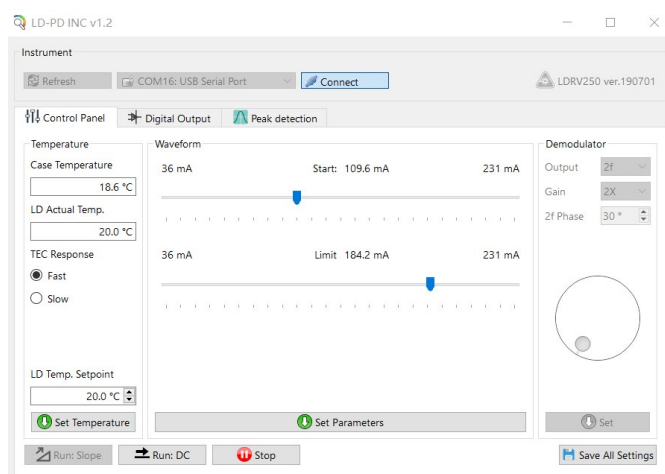 LD-PD INC v1.2
Instrument
Refresh
COM16: USB Serial Port
Connect
LDRV250 ver.190701
Control Panel
Digital Output
Peak detection
Temperature
Case Temperature
18.6 °C
LD Actual Temp.
20.0 °C
TEC Response
Fast
Slow
LD Temp. Setpoint
20.0 °C
Set Temperature
Waveform
36 mA
Start: 109.6 mA
231 mA
36 mA
Limit 184.2 mA
231 mA
Set Parameters
Demodulator
Output
2f
Gain
2X
2f Phase
30 °
Set
Run: Slope
Run: DC
Stop
Save All Settings